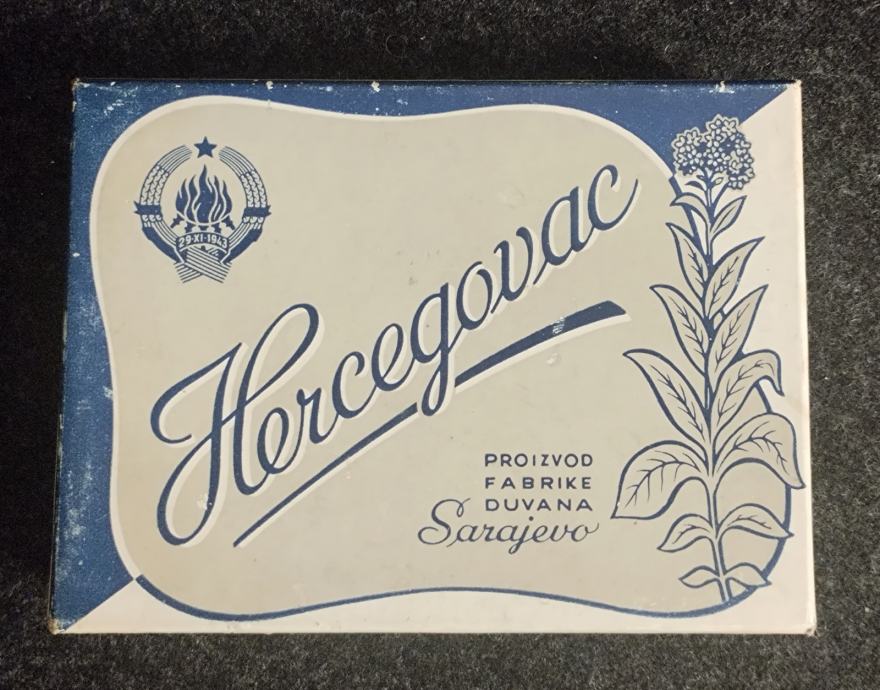 29·XI·1943
Hercegovac
PROIZVOD
FABRIKE
DUVANA
Sarajevo